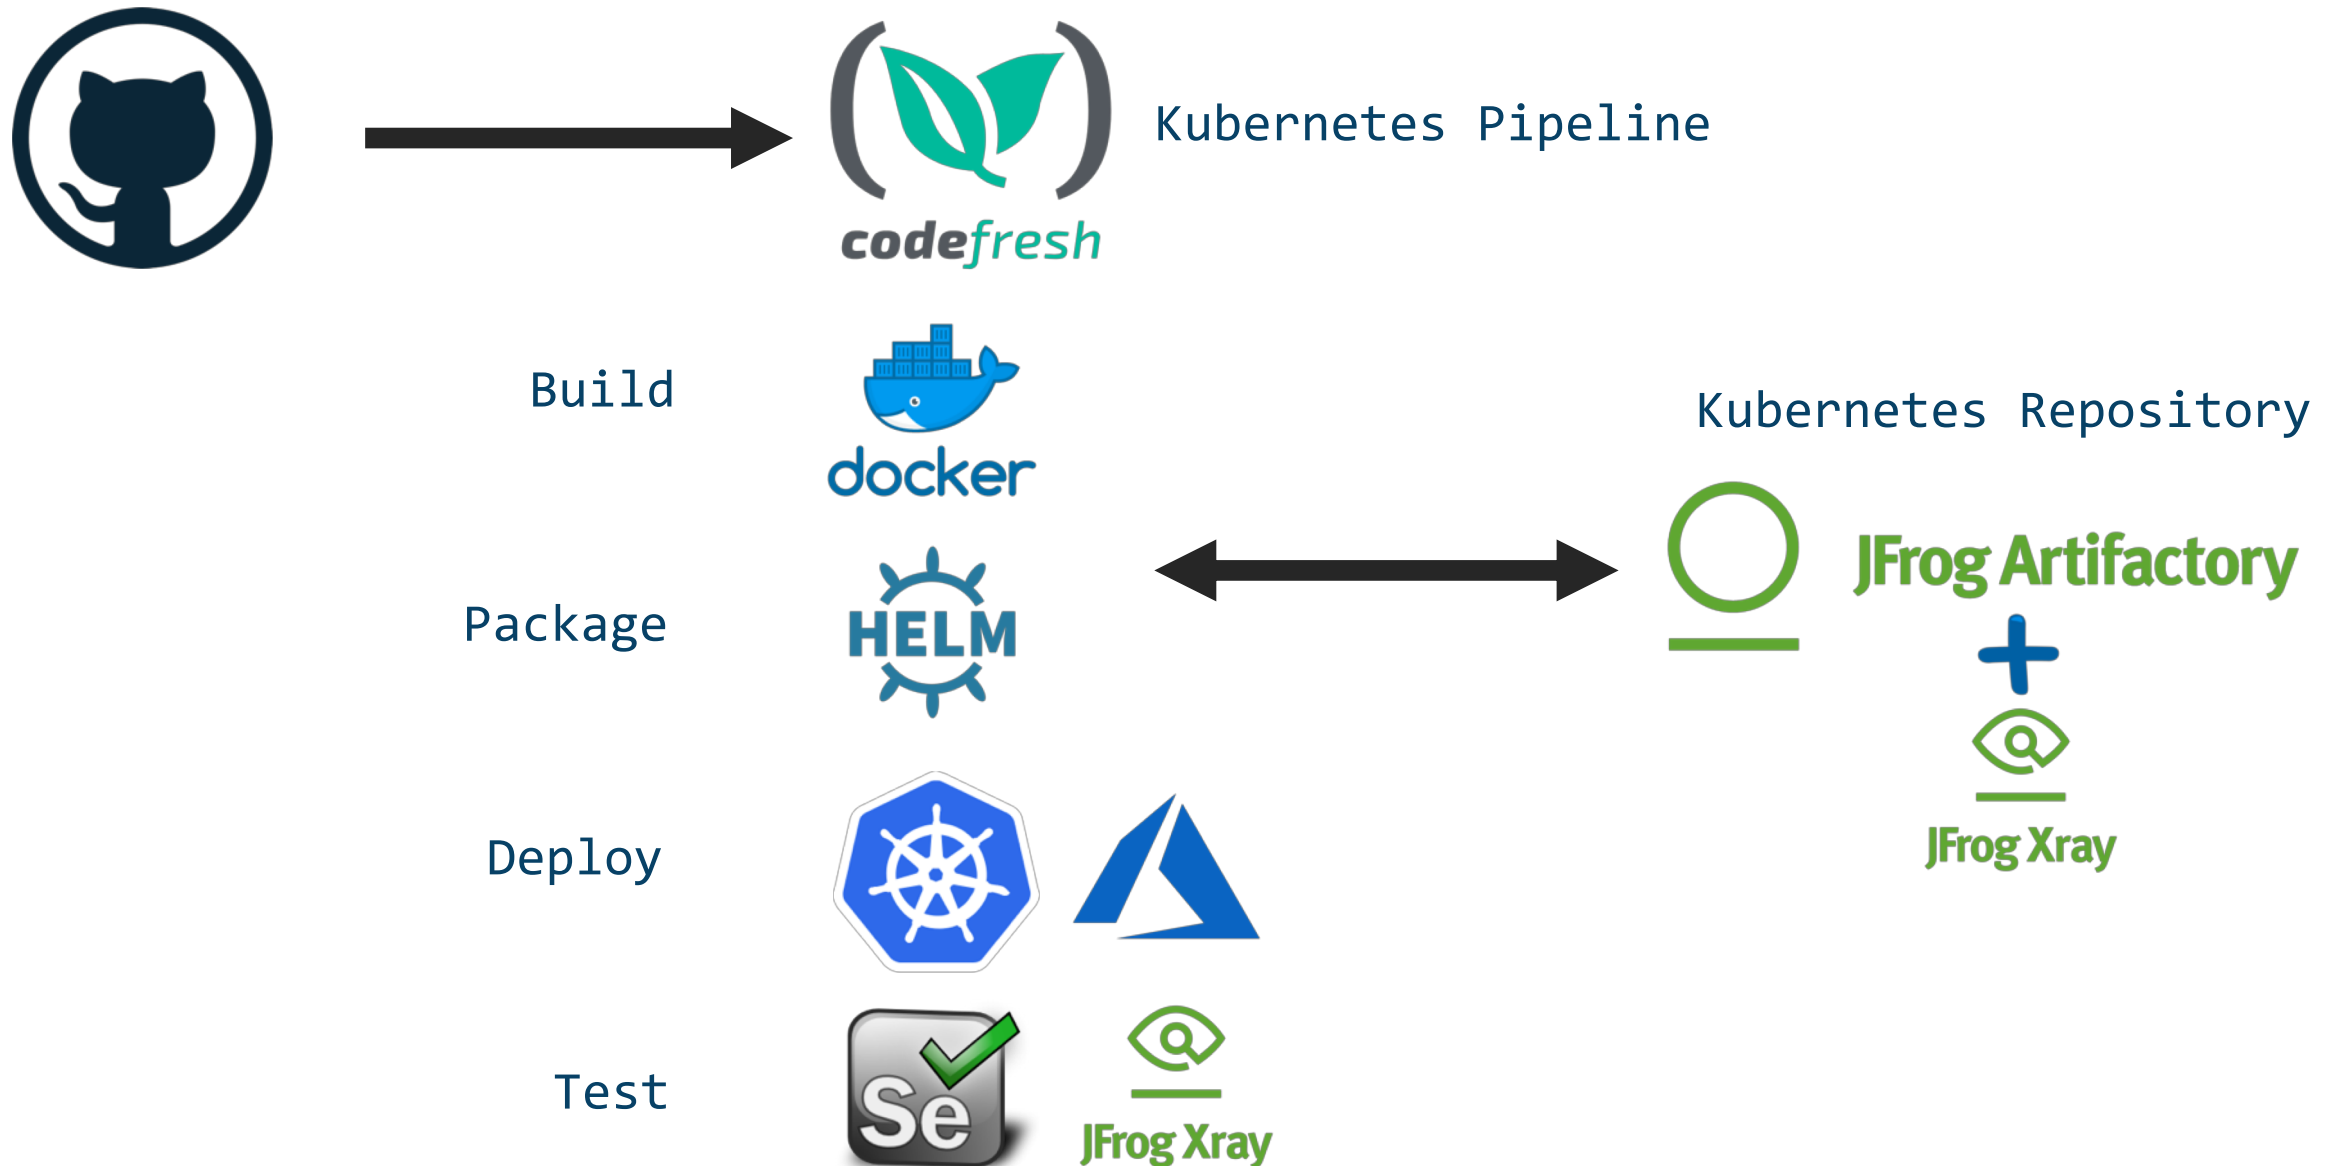 Kubernetes Pipeline
codefresh
Build
docker
Kubernetes Repository
JFrog Artifactory
Package
HELM
JFrog Xray
Deploy
Test
Se
JFrog Xray